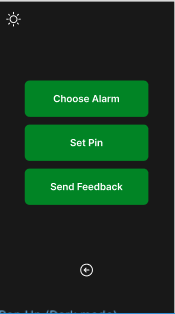 Choose Alarm
Set Pin
Send Feedback